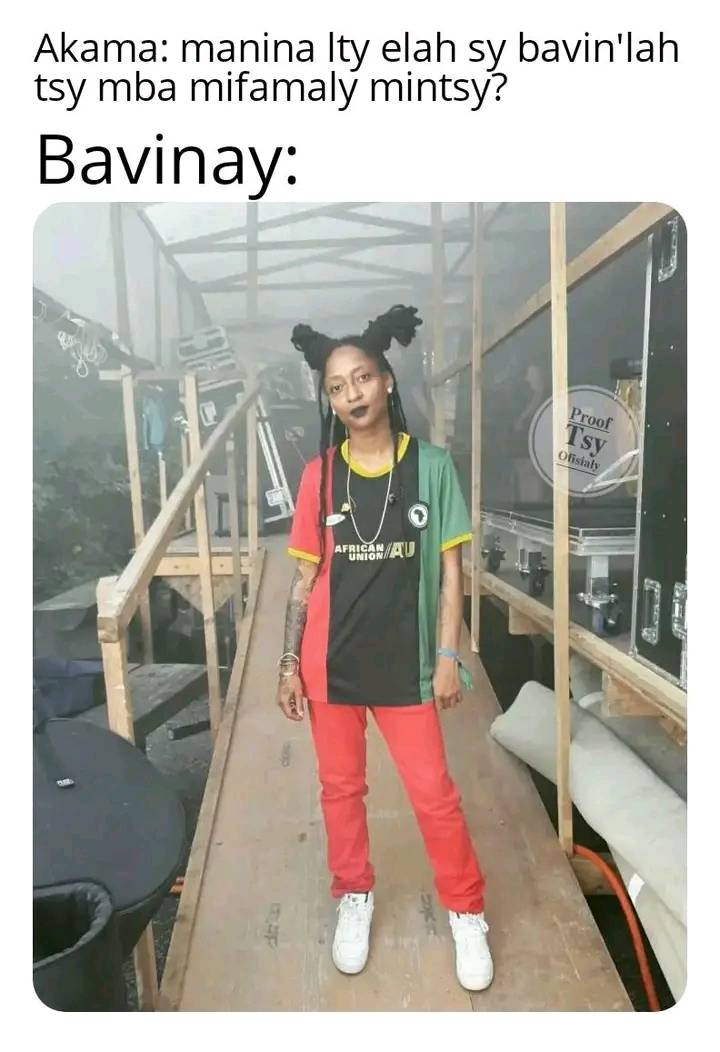 Akama: manina lty elah sy bavin'lah
tsy mba mifamaly mintsy?
Bavinay:
Proof
Tsy
Ofisialy
AFRICAN
UNION//AU